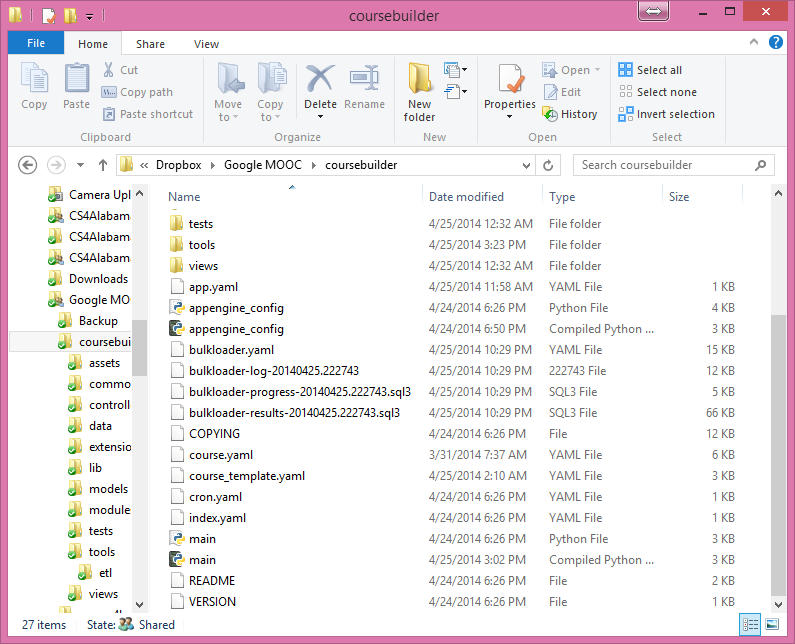 coursebuilder
File Home Share View
Copy Paste Cut Copy path Paste shortcut
Clipboard
Move to Copy to Delete Rename
Organize
New folder
New
Properties Open Edit History
Open
Select all Select none Invert selection
Select
« Dropbox Google MOOC coursebuilder Search coursebuilder
Name Date modified Type Size
Camera Upl
CS4Alabam
CS4Alabam
CS4Alabam
Downloads
Google MO
Backup
coursebui
assets
commo
controll
data
extensio
lib
models
module
tests
tools
etl
views
tests 4/25/2014 12:32 AM File folder
tools 4/25/2014 3:23 PM File folder
views 4/25/2014 12:32 AM File folder
app.yaml 4/25/2014 11:58 AM YAML File 1 KB
appengine_config 4/24/2014 6:26 PM Python File 4 KB
appengine_config 4/24/2014 6:50 PM Compiled Python ... 3 KB
bulkloader.yaml 4/25/2014 10:29 PM YAML File 15 KB
bulkloader-log-20140425.222743 4/25/2014 10:29 PM 222743 File 12 KB
bulkloader-progress-20140425.222743.sql3 4/25/2014 10:29 PM SQL3 File 5 KB
bulkloader-results-20140425.222743.sql3 4/25/2014 10:29 PM SQL3 File 66 KB
COPYING 4/24/2014 6:26 PM File 12 KB
course.yaml 3/31/2014 7:37 AM YAML File 6 KB
course_template.yaml 4/25/2014 2:10 AM YAML File 3 KB
cron.yaml 4/24/2014 6:26 PM YAML File 1 KB
index.yaml 4/24/2014 6:26 PM YAML File 1 KB
main 4/24/2014 6:26 PM Python File 3 KB
main 4/25/2014 3:02 PM Compiled Python ... 3 KB
README 4/24/2014 6:26 PM File 2 KB
VERSION 4/24/2014 6:26 PM File 1 KB
27 items State: Shared